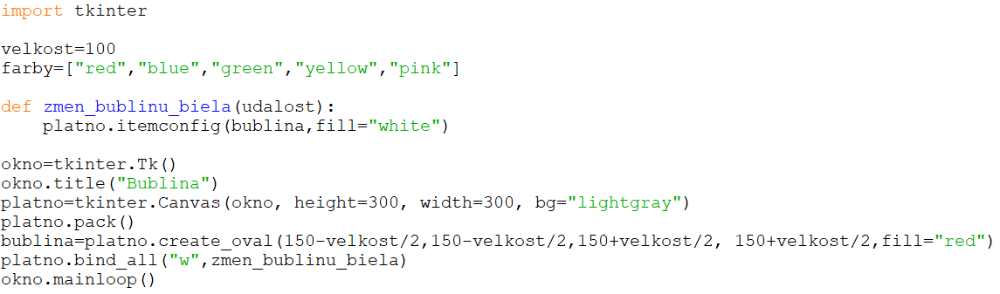 import tkinter
velkost=100
farby=["red","blue","green","yellow","pink"]
def zmen_bublinu_biela(udalost):
    platno.itemconfig(bublina,fill="white")
okno=tkinter.Tk()
okno.title("Bublina")
platno=tkinter.Canvas(okno, height=300, width=300, bg="lightgray")
platno.pack()
bublina=platno.create_oval(150-velkost/2,150-velkost/2,150+velkost/2, 150+velkost/2,fill="red")
platno.bind_all("w",zmen_bublinu_biela)
okno.mainloop()